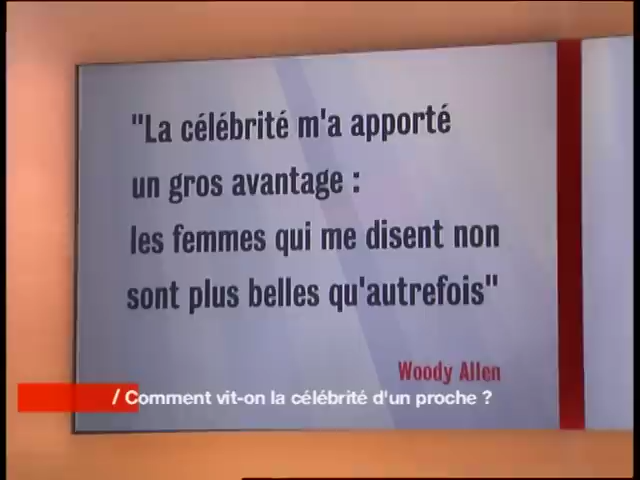 "La célébrité m'a apporté
un gros avantage :
les femmes qui me disent non
sont plus belles qu'autrefois"
Woody Allen
/ Comment vit-on la célébrité d'un proche ?